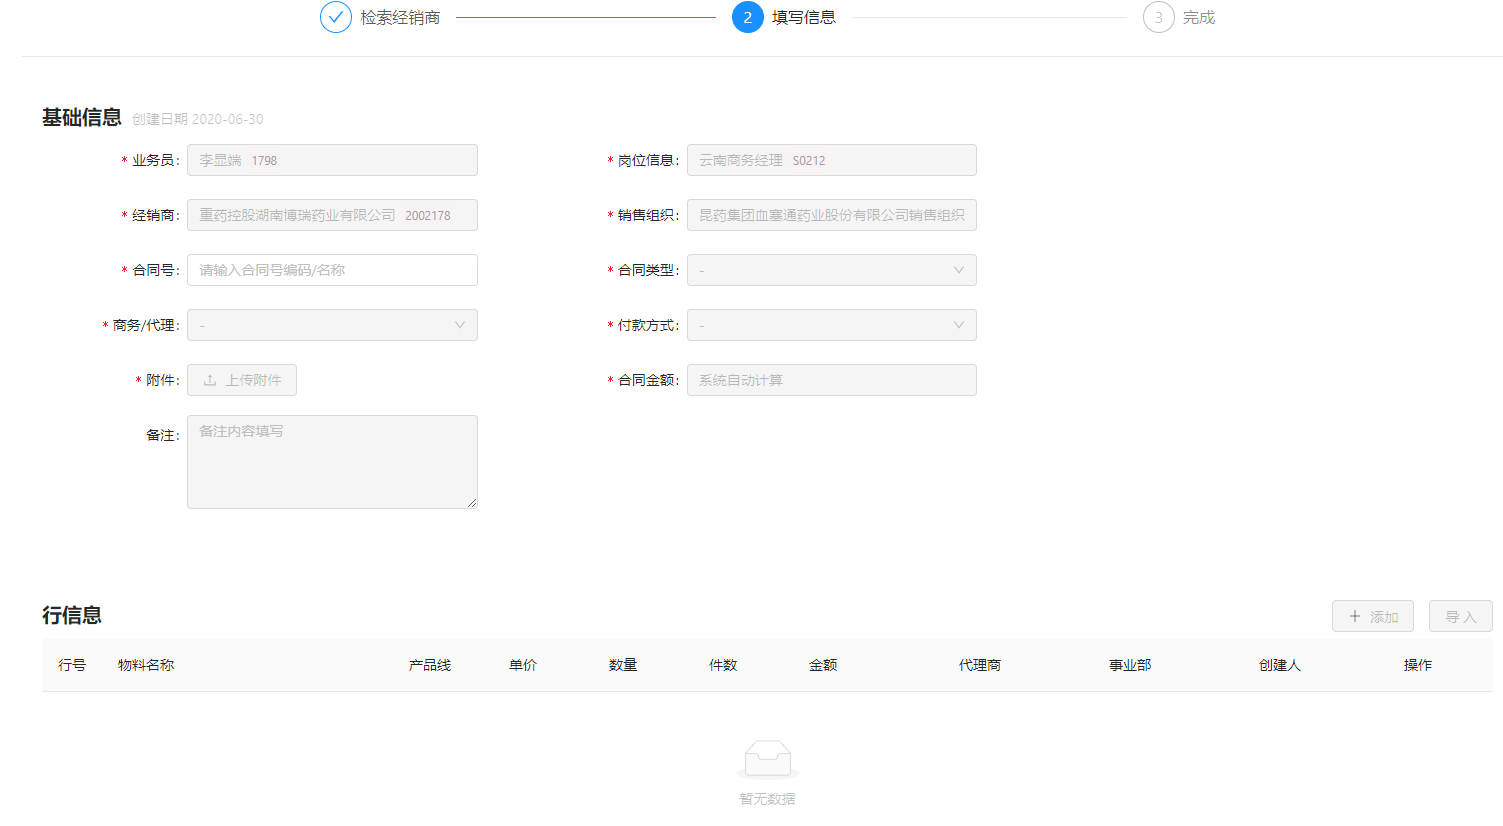 检索经销商 2 填写信息 3 完成
基础信息 创建日期 2020-06-30
* 业务员: 李显端 1798 * 岗位信息: 云南商务经理 S0212
* 经销商: 重药控股湖南博瑞药业有限公司 2002178 * 销售组织: 昆药集团血塞通药业股份有限公司销售组织
* 合同号: 请输入合同号编码/名称 * 合同类型: -
* 商务/代理: - * 付款方式: -
* 附件: 上传附件 * 合同金额: 系统自动计算
备注: 备注内容填写
行信息 + 添加 导入
行号 物料名称 产品线 单价 数量 件数 金额 代理商 事业部 创建人 操作
暂无数据